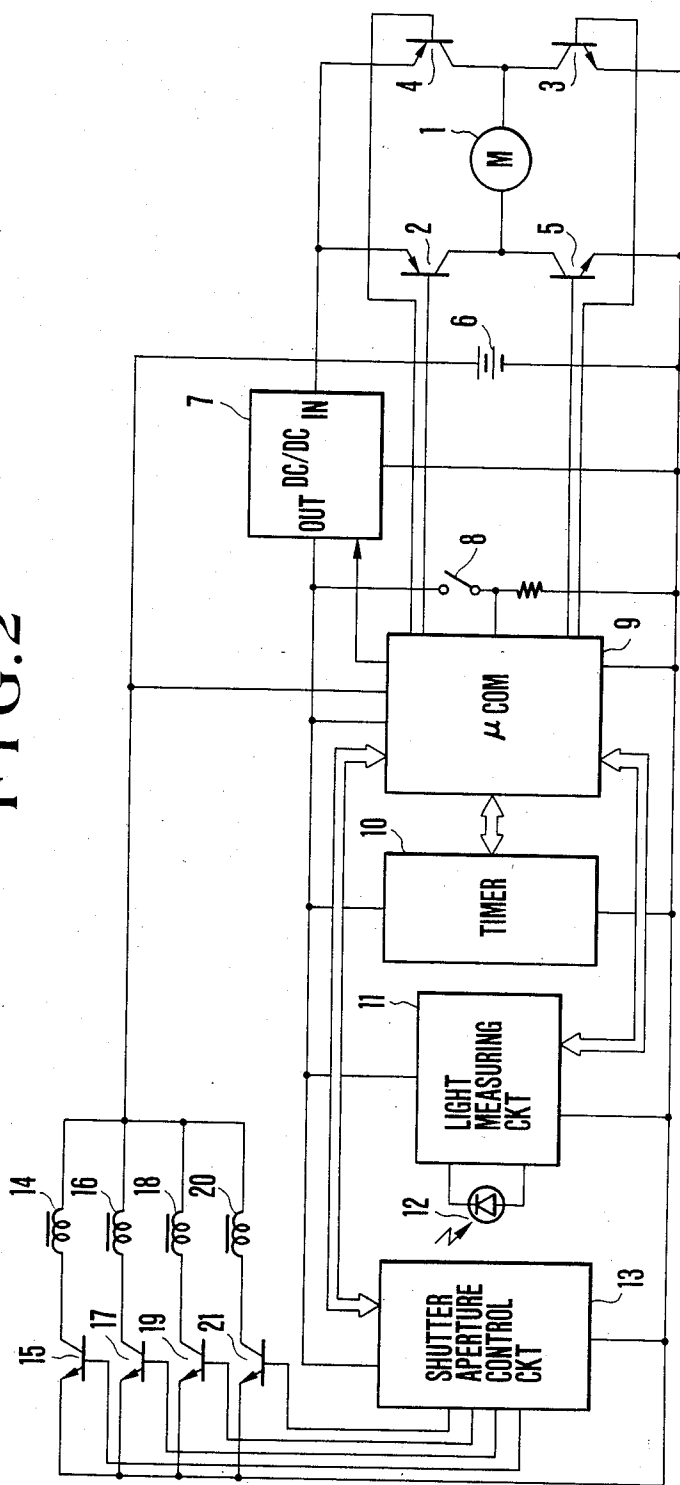 FIG.2
14
16
18
20
15
17
19
21
7
OUT
DC/DC
IN
4
3
1
M
2
5
6
8
9
μ COM
10
TIMER
11
LIGHT
MEASURING
CKT
12
SHUTTER
APERTURE
CONTROL
CKT
13